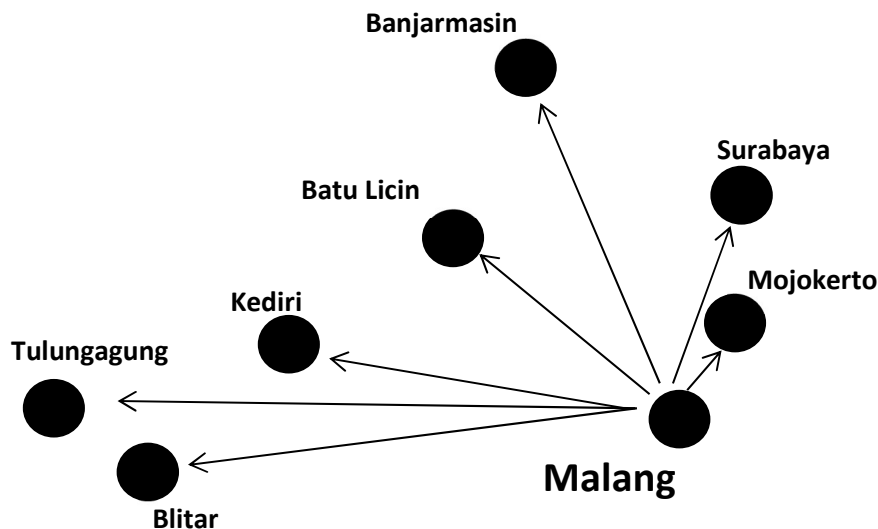 Banjarmasin
Surabaya
Batu Licin
Mojokerto
Kediri
Tulungagung
Malang
Blitar